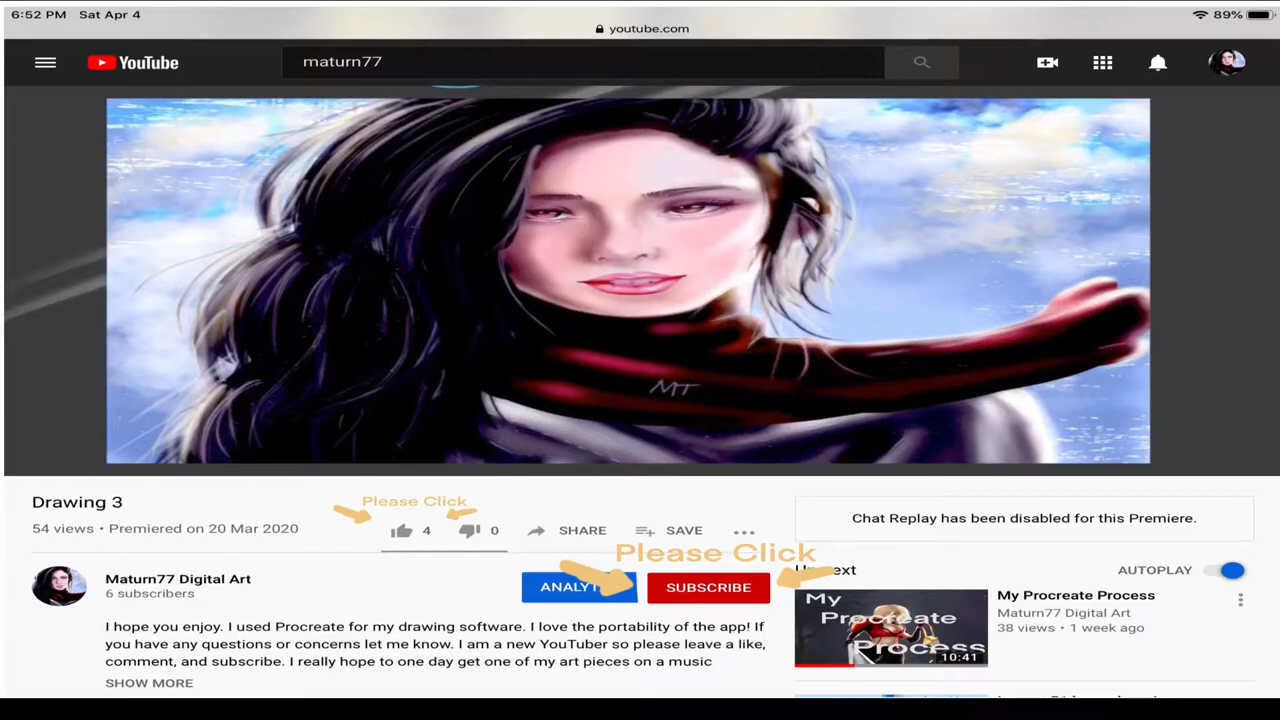 6:52 PM Sat Apr 4
89%
youtube.com
YouTube
maturn77
MT
Drawing 3
54 views • Premiered on 20 Mar 2020
Please Click
4
0
SHARE
SAVE
Please Click
Chat Replay has been disabled for this Premiere.
Maturn77 Digital Art
6 subscribers
SUBSCRIBE
AUTOPLAY
I hope you enjoy. I used Procreate for my drawing software. I love the portability of the app! If
you have any questions or concerns let me know. I am a new YouTuber so please leave a like,
comment, and subscribe. I really hope to one day get one of my art pieces on a music
SHOW MORE
My
Procreate
Process
10:41
My Procreate Process
Maturn77 Digital Art
38 views • 1 week ago